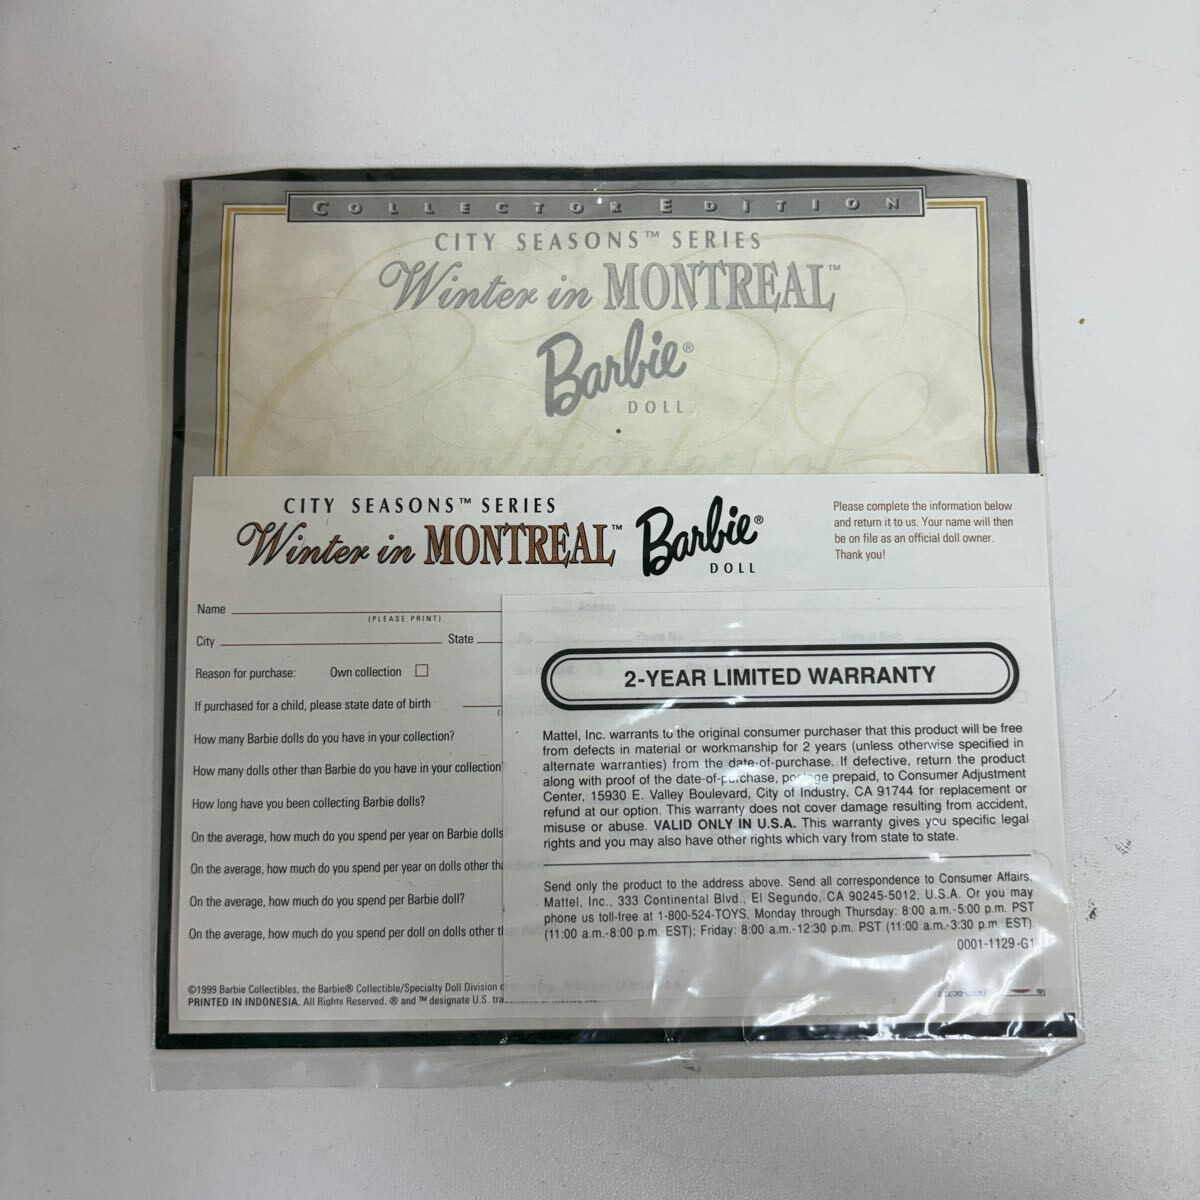 COLLECTOR EDITION
CITY SEASONS™ SERIES
Winter in MONTREAL™
Barbie®
DOLL
Certificate of
CITY SEASONS™ SERIES
Winter in MONTREAL™ Barbie®
DOLL
Please complete the information below
and return it to us. Your name will then
be on file as an official doll owner.
Thank you!
Name
Address
(PLEASE PRINT)
City
State
Zip
Phone No.
Date of Birth
Reason for purchase: Own collection
If purchased for a child, please state date of birth
How many Barbie dolls do you have in your collection?
How many dolls other than Barbie do you have in your collection
How long have you been collecting Barbie dolls?
On the average, how much do you spend per year on Barbie dolls
On the average, how much do you spend per year on dolls other tha
On the average, how much do you spend per Barbie doll?
On the average, how much do you spend per doll on dolls other th
©1999 Barbie Collectibles, the Barbie® Collectible/Specialty Doll Division o
PRINTED IN INDONESIA. All Rights Reserved. ® and ™ designate U.S.
2-YEAR LIMITED WARRANTY
Mattel, Inc. warrants to the original consumer purchaser that this product will be free
from defects in material or workmanship for 2 years (unless otherwise specified in
alternate warranties) from the date-of-purchase. If defective, return the product
along with proof of the date-of-purchase, postage prepaid, to Consumer Adjustment
Center, 15930 E. Valley Boulevard, City of Industry, CA 91744 for replacement or
refund at our option. This warranty does not cover damage resulting from accident,
misuse or abuse. VALID ONLY IN U.S.A. This warranty gives you specific legal
rights and you may also have other rights which vary from state to state.
Send only the product to the address above. Send all correspondence to Consumer Affairs,
Mattel, Inc., 333 Continental Blvd., El Segundo, CA 90245-5012, U.S.A. Or you may
phone us toll-free at 1-800-524-TOYS, Monday through Thursday: 8:00 a.m.-5:00 p.m. PST
(11:00 a.m.-8:00 p.m. EST); Friday: 8:00 a.m.-12:30 p.m. PST (11:00 a.m.-3:30 p.m. EST).
0001-1129-G1